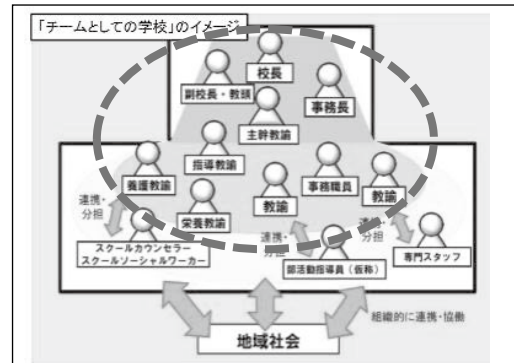 「チームとしての学校」のイメージ
校長
副校長・教頭
事務長
主幹教諭
指導教諭
養護教諭
事務職員
教諭
教諭
栄養教諭
連携・
分担
連携・
分担
連携・
分担
スクールカウンセラー
スクールソーシャルワーカー
部活動指導員（仮称）
専門スタッフ
組織的に連携・協働
地域社会